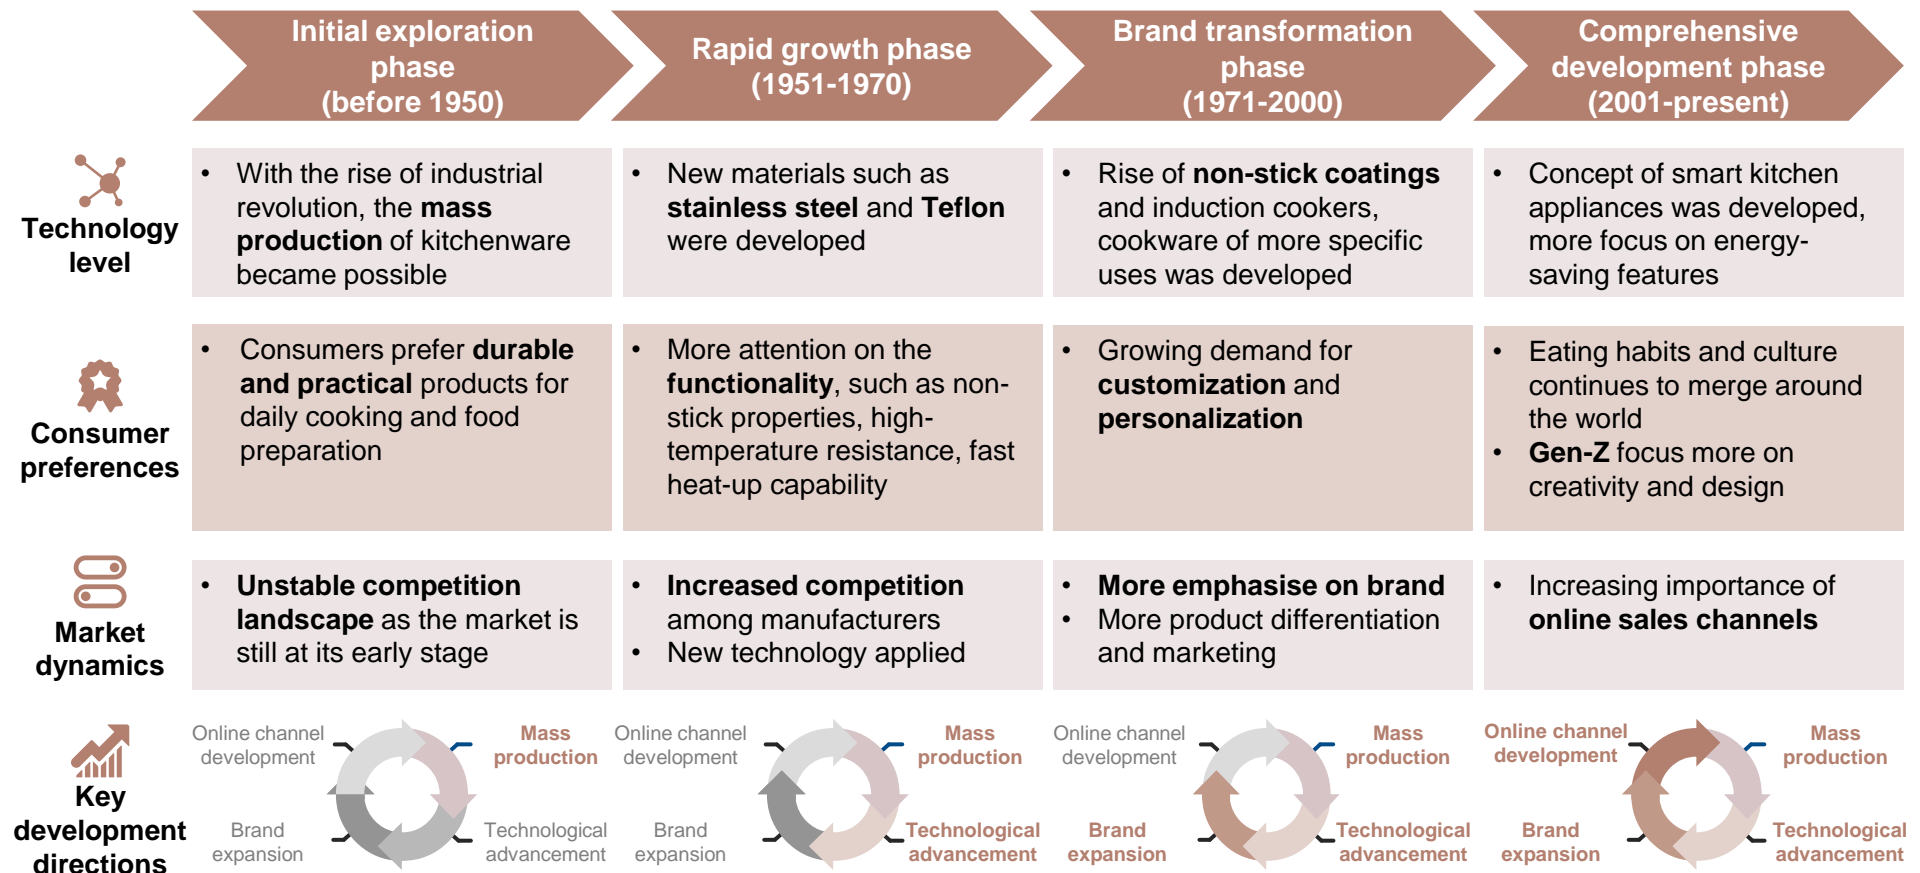 Initial exploration
phase
(before 1950)
Rapid growth phase
(1951-1970)
Brand transformation
phase
(1971-2000)
Comprehensive
development phase
(2001-present)
Technology
level
• With the rise of industrial
revolution, the mass
production of kitchenware
became possible
• New materials such as
stainless steel and Teflon
were developed
• Rise of non-stick coatings
and induction cookers,
cookware of more specific
uses was developed
• Concept of smart kitchen
appliances was developed,
more focus on energy-
saving features
Consumer
preferences
• Consumers prefer durable
and practical products for
daily cooking and food
preparation
• More attention on the
functionality, such as non-
stick properties, high-
temperature resistance, fast
heat-up capability
• Growing demand for
customization and
personalization
• Eating habits and culture
continues to merge around
the world
• Gen-Z focus more on
creativity and design
Market
dynamics
• Unstable competition
landscape as the market is
still at its early stage
• Increased competition
among manufacturers
• New technology applied
• More emphasise on brand
• More product differentiation
and marketing
• Increasing importance of
online sales channels
Key
development
directions
Online channel
development
Mass
production
Brand
expansion
Technological
advancement
Online channel
development
Mass
production
Brand
expansion
Technological
advancement
Online channel
development
Mass
production
Brand
expansion
Technological
advancement
Online channel
development
Mass
production
Brand
expansion
Technological
advancement